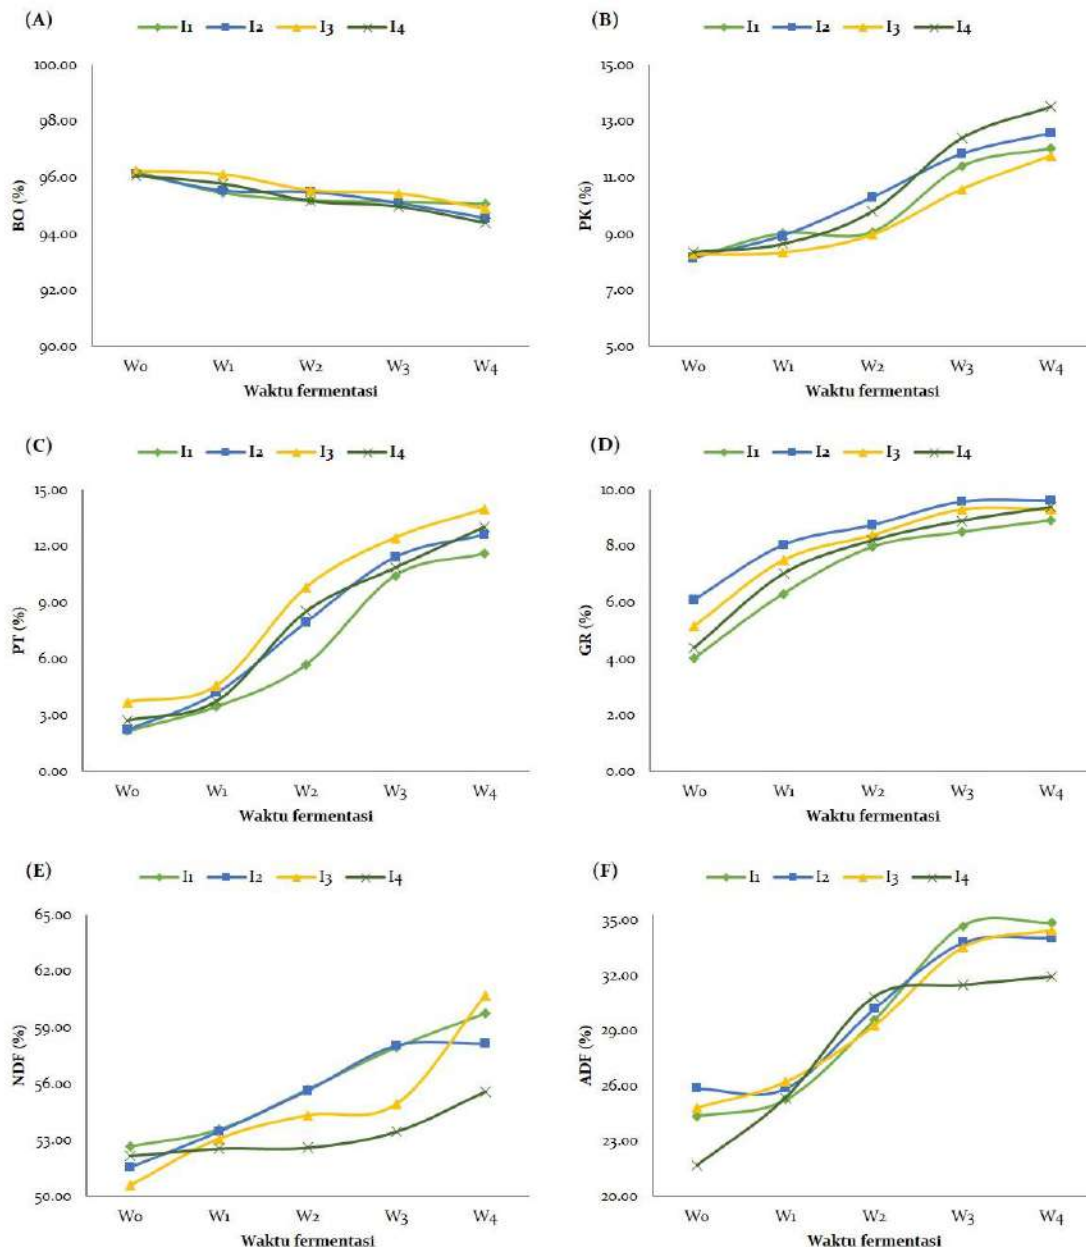 (A)
I1 I2 I3 I4
100.00
98.00
96.00
94.00
92.00
90.00
BO (%)
W0 W1 W2 W3 W4
Waktu fermentasi
(B)
I1 I2 I3 I4
15.00
13.00
11.00
9.00
7.00
5.00
PK (%)
W0 W1 W2 W3 W4
Waktu fermentasi
(C)
I1 I2 I3 I4
15.00
12.00
9.00
6.00
3.00
0.00
PT (%)
W0 W1 W2 W3 W4
Waktu fermentasi
(D)
I1 I2 I3 I4
10.00
8.00
6.00
4.00
2.00
0.00
GR (%)
W0 W1 W2 W3 W4
Waktu fermentasi
(E)
I1 I2 I3 I4
65.00
62.00
59.00
56.00
53.00
50.00
NDF (%)
W0 W1 W2 W3 W4
Waktu fermentasi
(F)
I1 I2 I3 I4
35.00
32.00
29.00
26.00
23.00
20.00
ADF (%)
W0 W1 W2 W3 W4
Waktu fermentasi